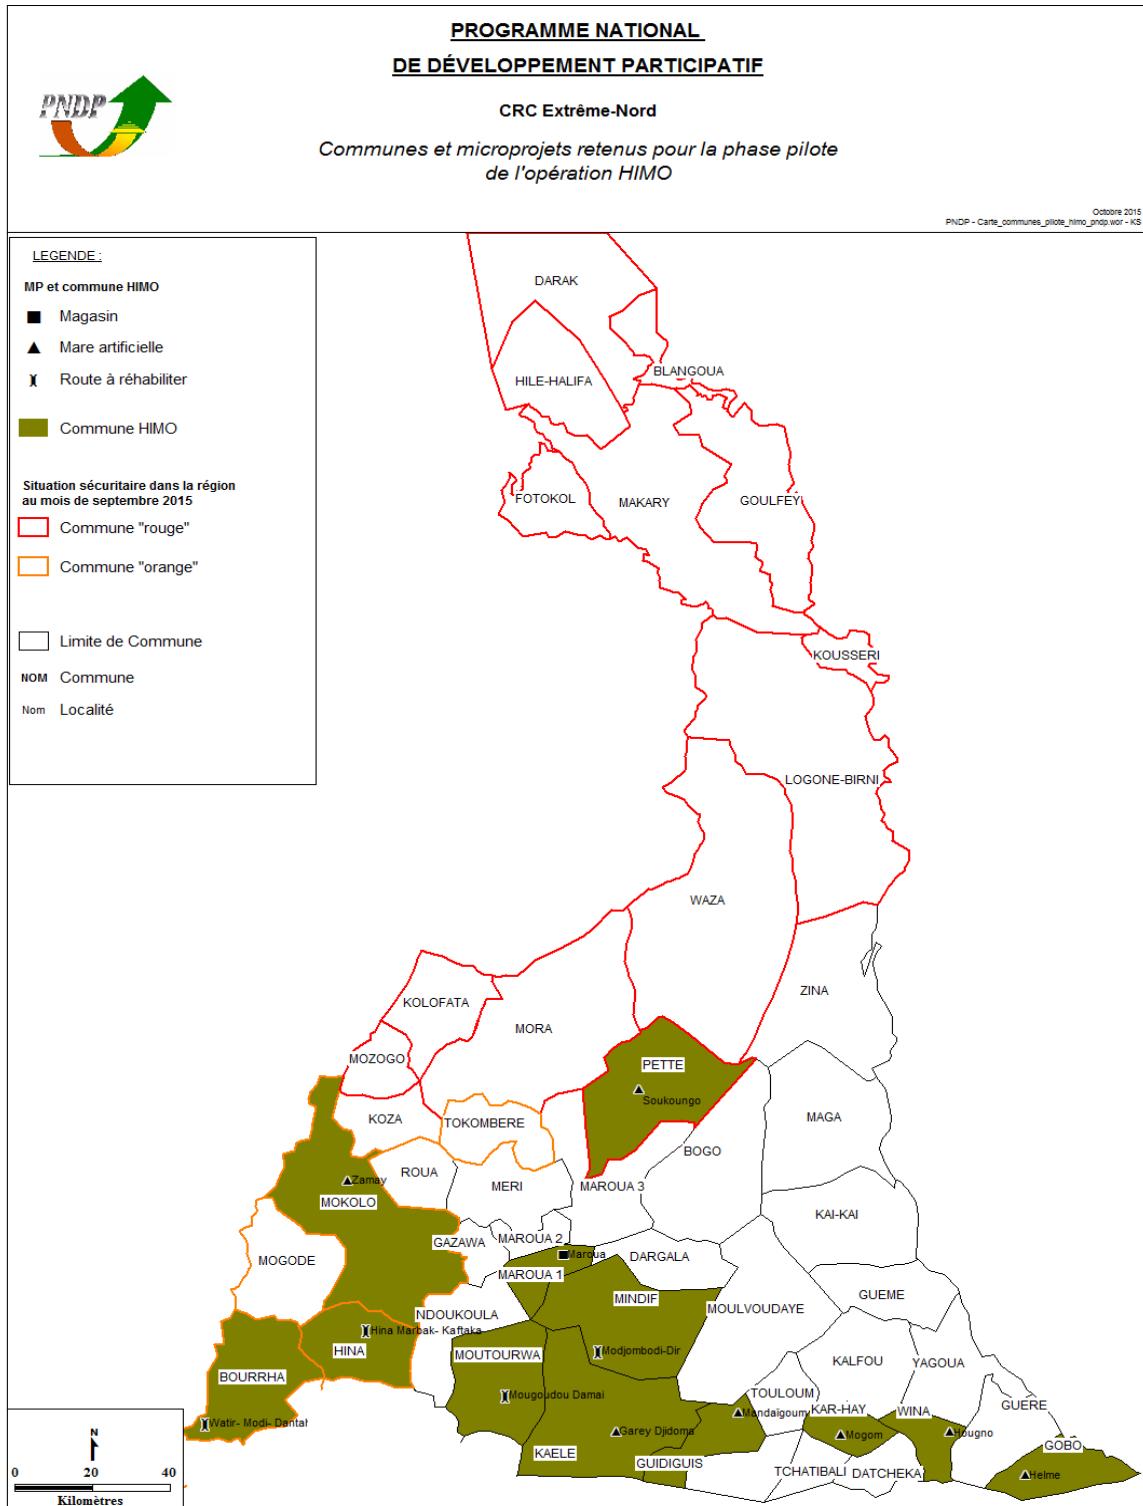 PROGRAMME NATIONAL
DE DÉVELOPPEMENT PARTICIPATIF
CRC Extrême-Nord
Communes et microprojets retenus pour la phase pilote
de l'opération HIMO
PNDP
Octobre 2015
PNDP - Carte_communes_pilote_himo_pndp.wor - KS
LEGENDE :
MP et commune HIMO
Magasin
Mare artificielle
Route à réhabiliter
Commune HIMO
Situation sécuritaire dans la région
au mois de septembre 2015
Commune "rouge"
Commune "orange"
Limite de Commune
NOM Commune
Nom Localité
DARAK
BLANGOUA
HILE-HALIFA
FOTOKOL
MAKARY
GOULFEY
KOUSSERI
LOGONE-BIRNI
WAZA
ZINA
KOLOFATA
MORA
MOZOGO
PETTE
Soukoungo
KOZA
TOKOMBERE
MAGA
BOGO
ROUA
MERI
MAROUA 3
Zamay
MOKOLO
KAI-KAI
GAZAWA
MAROUA 2
Maroua
DARGALA
MOGODE
MAROUA 1
MINDIF
GUEME
NDOUKOULA
MOULVOUDAYE
Hina Marbak- Kaftaka
HINA
MOUTOURWA
Modjombodi-Dir
KALFOU
YAGOUA
BOURRHA
Mougoudou Damai
TOULOUM
GUERE
Mandaïgoum
KAR-HAY
WINA
Watir- Modi- Dantah
Garey Djidoma
Mogom
Hougno
KAELE
GUIDIGUIS
GOBO
TCHATIBALI
DATCHEKA
Helme
N
0 20 40
Kilomètres